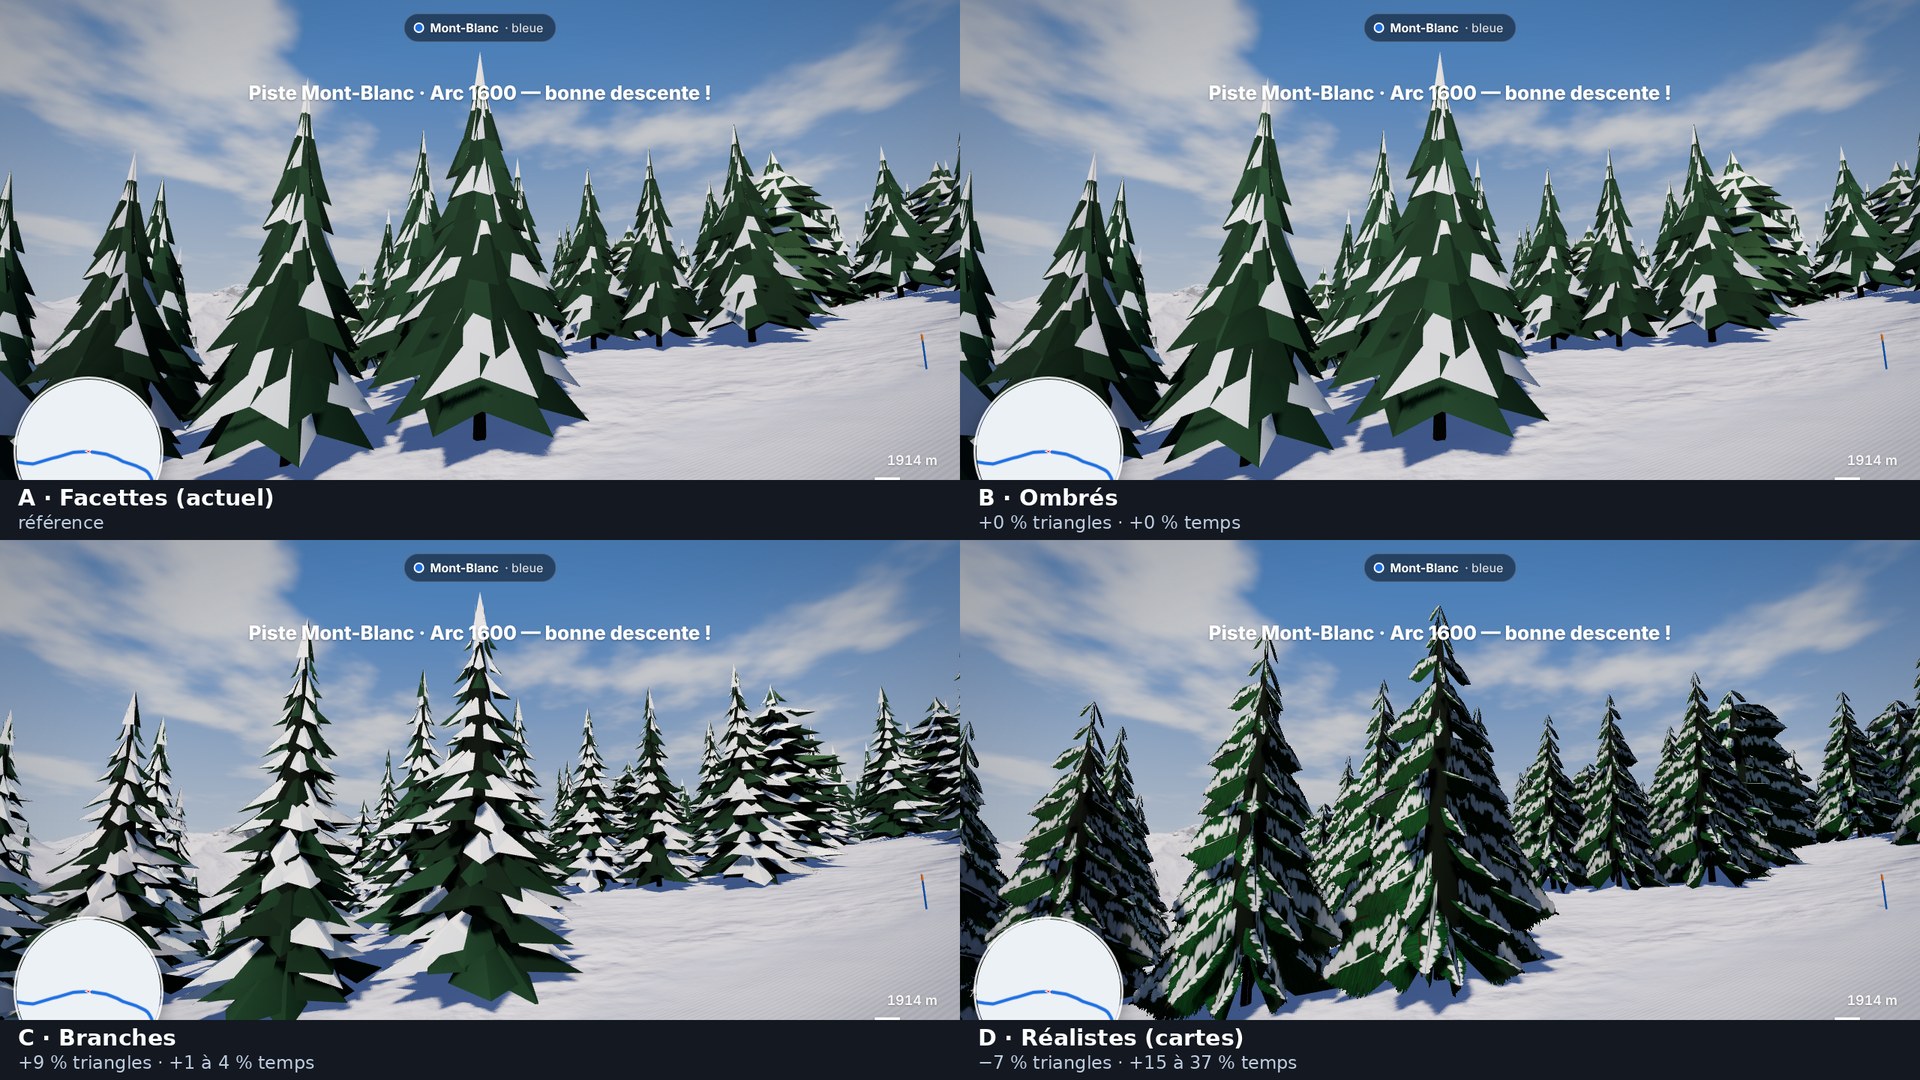 Mont-Blanc · bleue
Piste Mont-Blanc · Arc 1600 — bonne descente !
1914 m
A · Facettes (actuel)
référence
Mont-Blanc · bleue
Piste Mont-Blanc · Arc 1600 — bonne descente !
1914 m
B · Ombrés
+0 % triangles · +0 % temps
Mont-Blanc · bleue
Piste Mont-Blanc · Arc 1600 — bonne descente !
1914 m
C · Branches
+9 % triangles · +1 à 4 % temps
Mont-Blanc · bleue
Piste Mont-Blanc · Arc 1600 — bonne descente !
1914 m
D · Réalistes (cartes)
−7 % triangles · +15 à 37 % temps